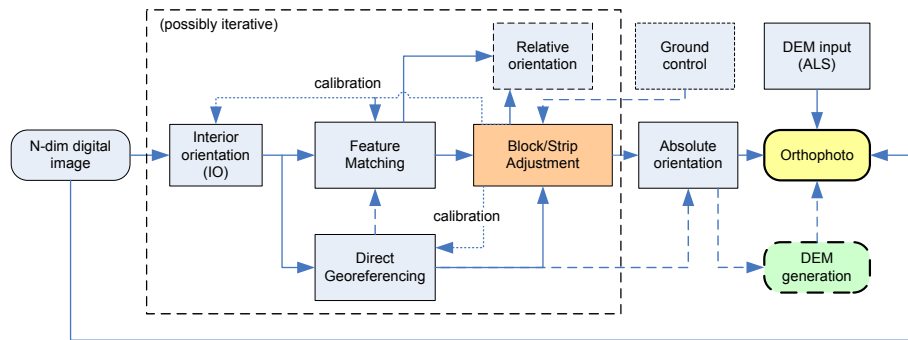 (possibly iterative)
Relative
orientation
Ground
control
DEM input
(ALS)
calibration
N-dim digital
image
Interior
orientation
(IO)
Feature
Matching
Block/Strip
Adjustment
Absolute
orientation
Orthophoto
calibration
Direct
Georeferencing
DEM
generation